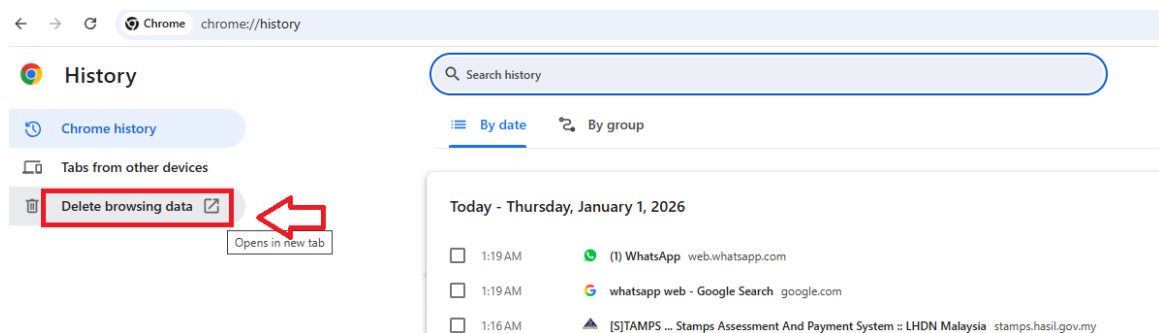 Chrome chrome://history
History
Search history
Chrome history
By date By group
Tabs from other devices
Delete browsing data
Today - Thursday, January 1, 2026
Opens in new tab
1:19 AM (1) WhatsApp web.whatsapp.com
1:19 AM whatsapp web - Google Search google.com
1:16 AM [S]TAMPS ... Stamps Assessment And Payment System :: LHDN Malaysia stamps.hasil.gov.my